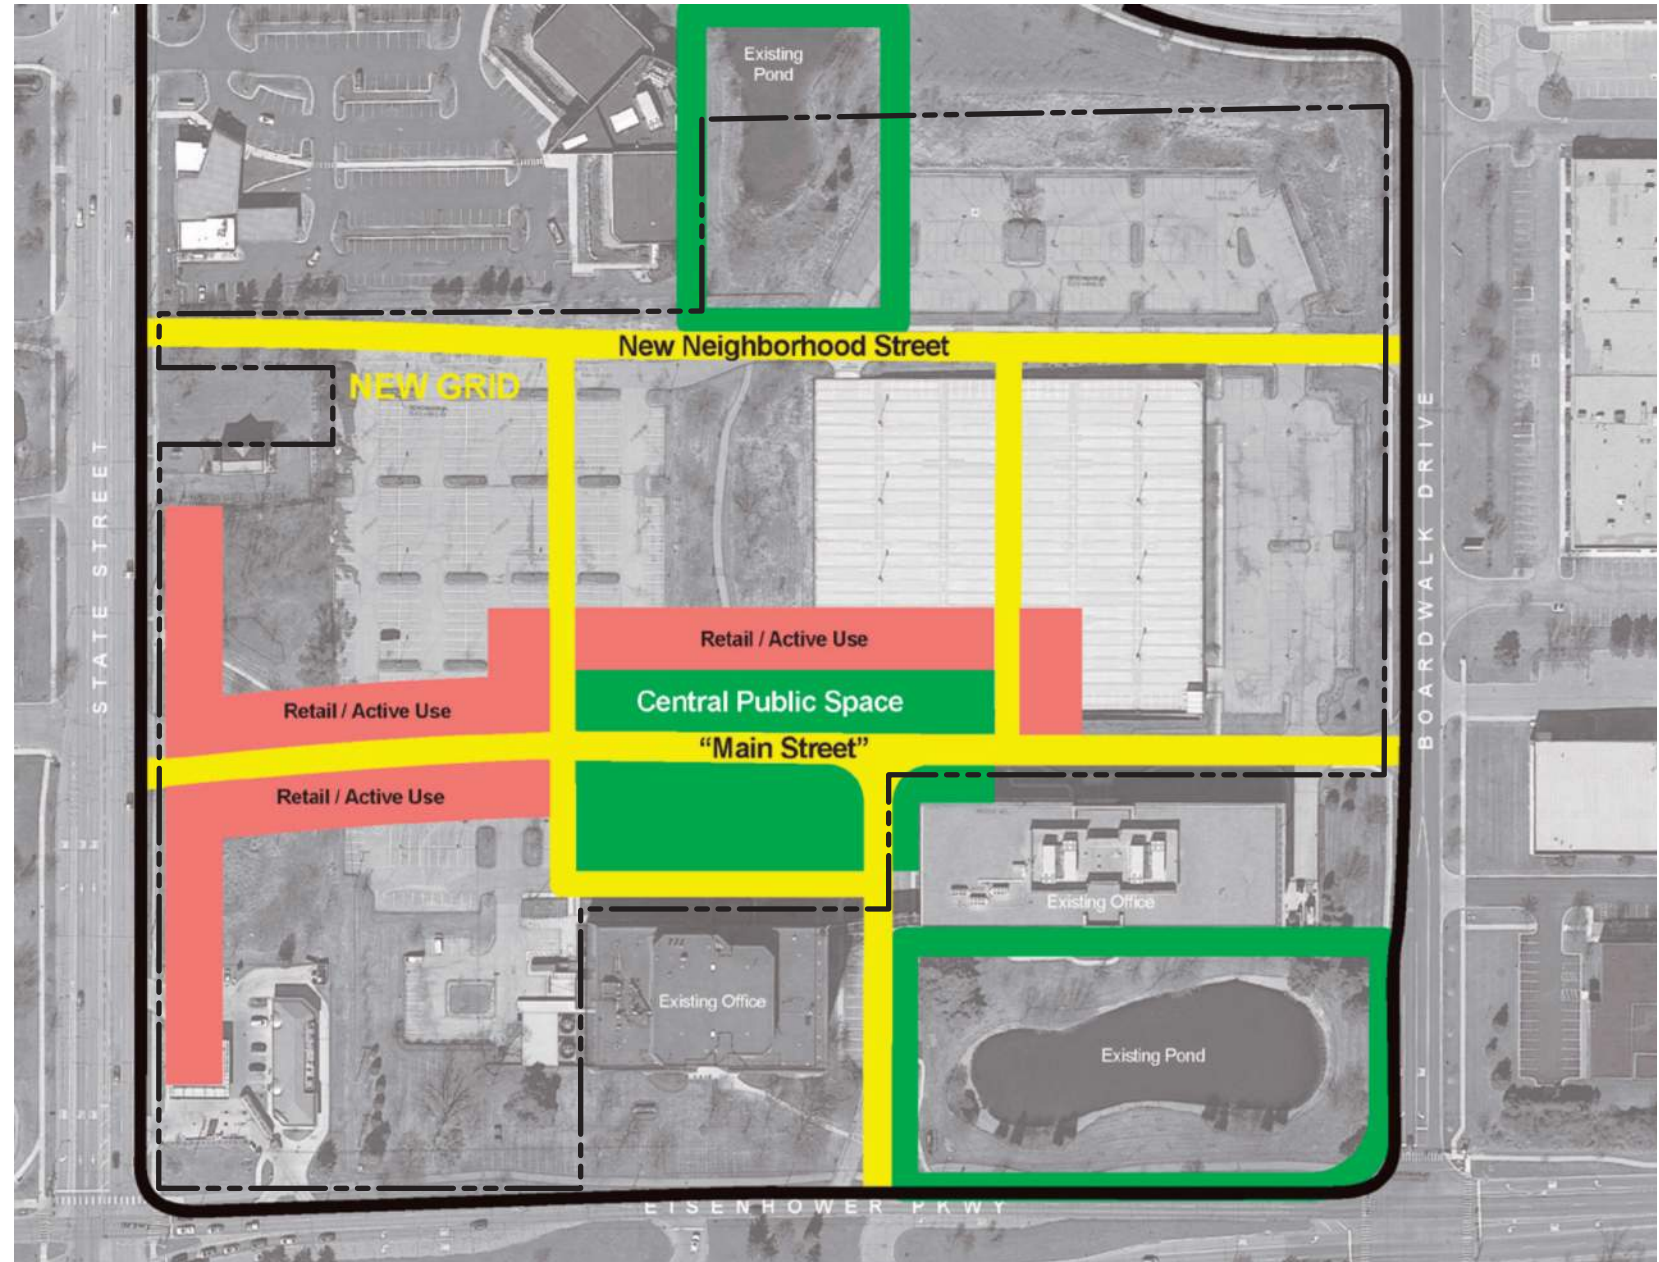 Existing
Pond
New Neighborhood Street
NEW GRID
STATE STREET
BOARDWALK DRIVE
Retail / Active Use
Central Public Space
Retail / Active Use
“Main Street”
Retail / Active Use
Existing Office
Existing Office
Existing Pond
EISENHOWER PKWY